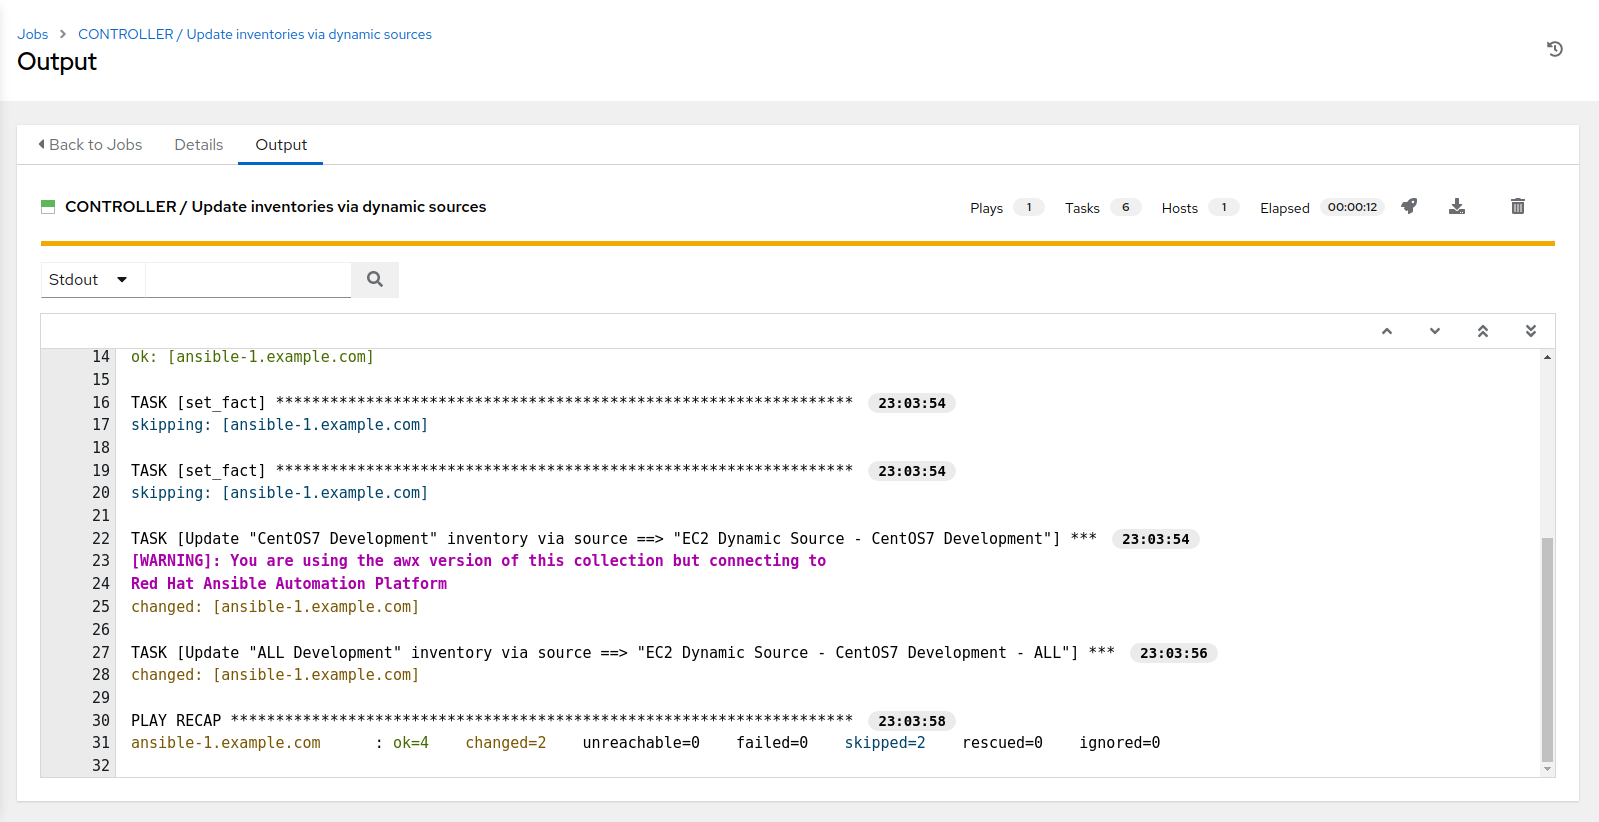 Jobs > CONTROLLER / Update inventories via dynamic sources
Output
Back to Jobs Details Output
CONTROLLER / Update inventories via dynamic sources Plays 1 Tasks 6 Hosts 1 Elapsed 00:00:12
Stdout
14 ok: [ansible-1.example.com]
15
16 TASK [set_fact] **************************************************************** 23:03:54
17 skipping: [ansible-1.example.com]
18
19 TASK [set_fact] **************************************************************** 23:03:54
20 skipping: [ansible-1.example.com]
21
22 TASK [Update "CentOS7 Development" inventory via source ==> "EC2 Dynamic Source - CentOS7 Development"] *** 23:03:54
23 [WARNING]: You are using the awx version of this collection but connecting to
24 Red Hat Ansible Automation Platform
25 changed: [ansible-1.example.com]
26
27 TASK [Update "ALL Development" inventory via source ==> "EC2 Dynamic Source - CentOS7 Development - ALL"] *** 23:03:56
28 changed: [ansible-1.example.com]
29
30 PLAY RECAP ********************************************************************* 23:03:58
31 ansible-1.example.com : ok=4 changed=2 unreachable=0 failed=0 skipped=2 rescued=0 ignored=0
32